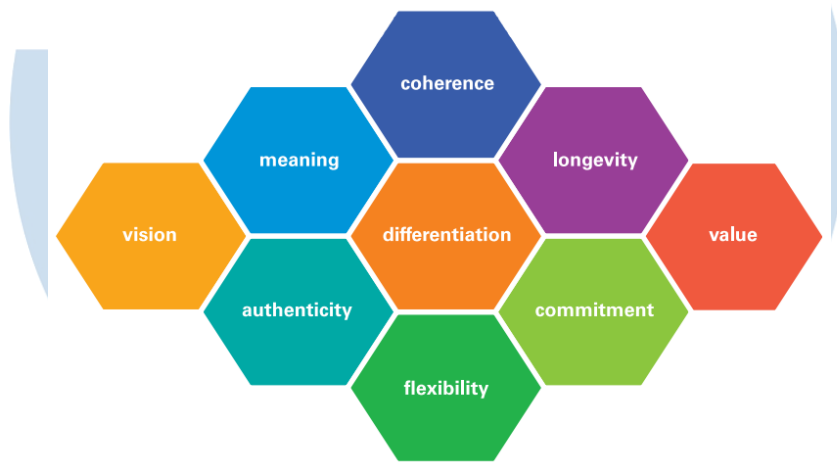 coherence
meaning
longevity
vision
differentiation
value
authenticity
commitment
flexibility